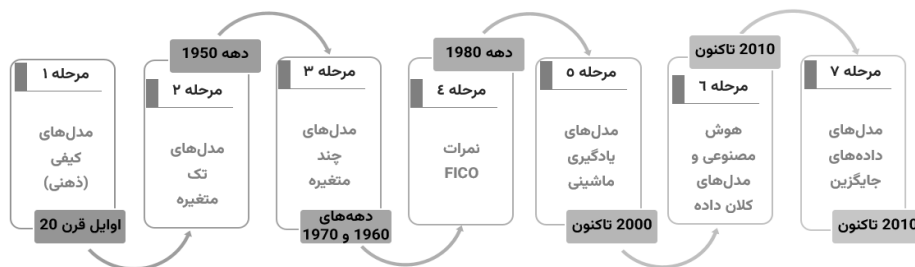 مرحله ۱
مدل‌های
کیفی
(ذهنی)
اوایل قرن 20
دهه 1950
مرحله ۲
مدل‌های
تک
متغیره
مرحله ۳
مدل‌های
چند
متغیره
دهه‌های
1960 و 1970
دهه 1980
مرحله ٤
نمرات
FICO
مرحله ٥
مدل‌های
یادگیری
ماشینی
2000 تاکنون
2010 تاکنون
مرحله ٦
هوش
مصنوعی و
مدل‌های
کلان داده
مرحله ۷
مدل‌های
داده‌های
جایگزین
2010 تاکنون